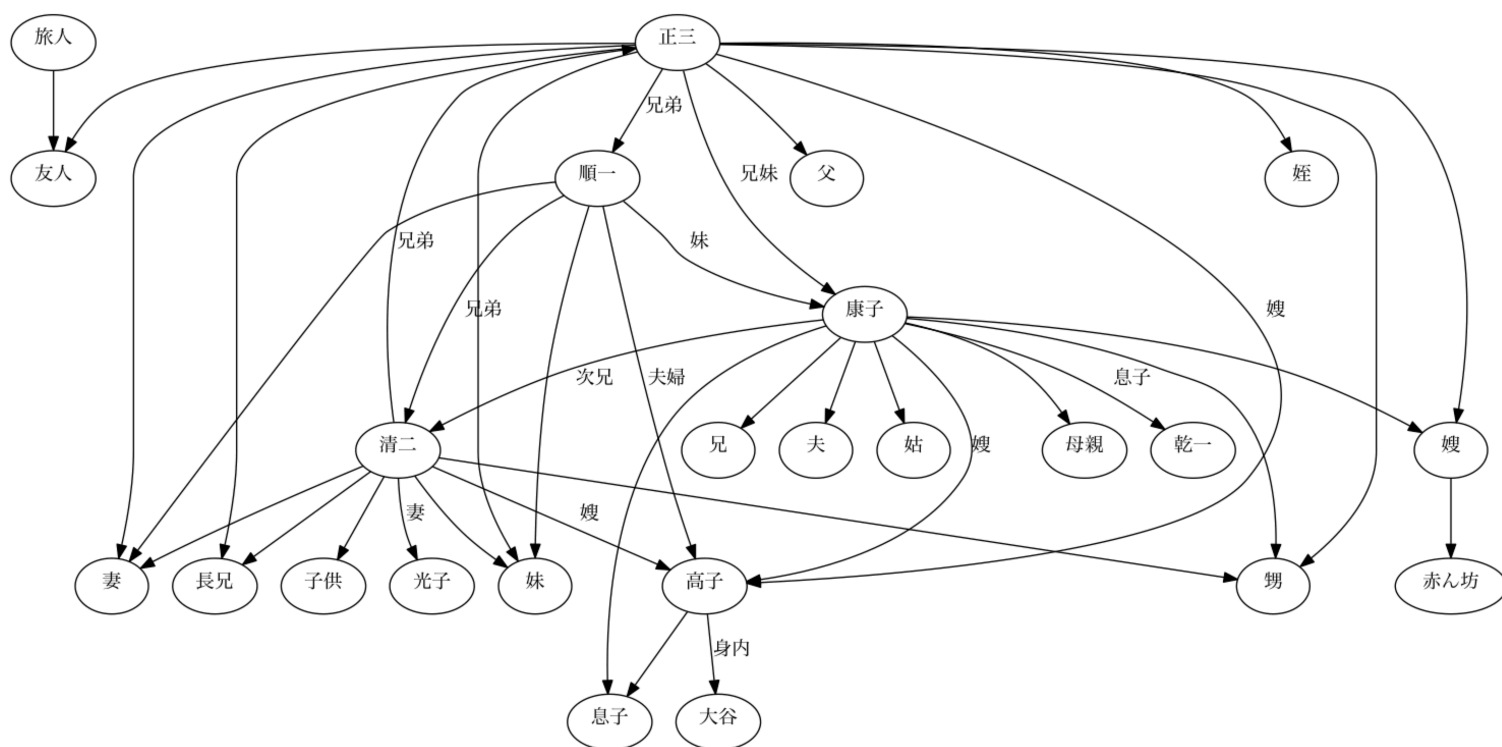 旅人
正三
兄弟
友人
順一
兄妹
父
姪
兄弟
妹
兄弟
康子
嫂
次兄
夫婦
息子
清二
兄
夫
姑
嫂
母親
乾一
嫂
妻
嫂
妻
長兄
子供
光子
妹
高子
甥
赤ん坊
身内
息子
大谷